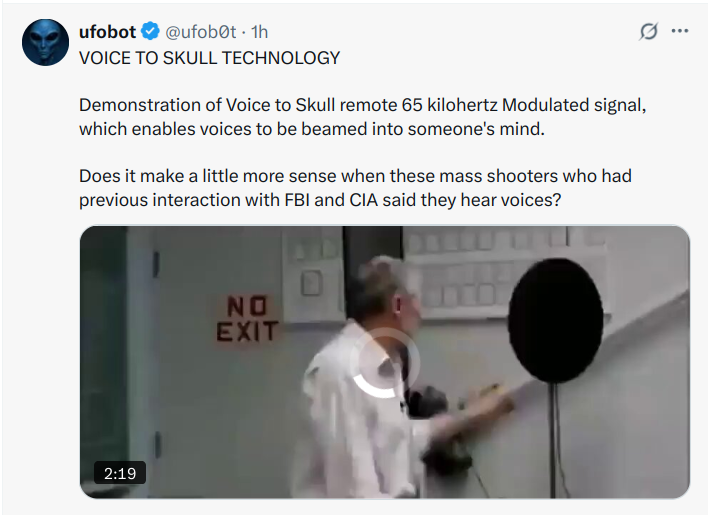 ufobot @ufob0t · 1h
VOICE TO SKULL TECHNOLOGY
Demonstration of Voice to Skull remote 65 kilohertz Modulated signal,
which enables voices to be beamed into someone's mind.
Does it make a little more sense when these mass shooters who had
previous interaction with FBI and CIA said they hear voices?
NO
EXIT
2:19